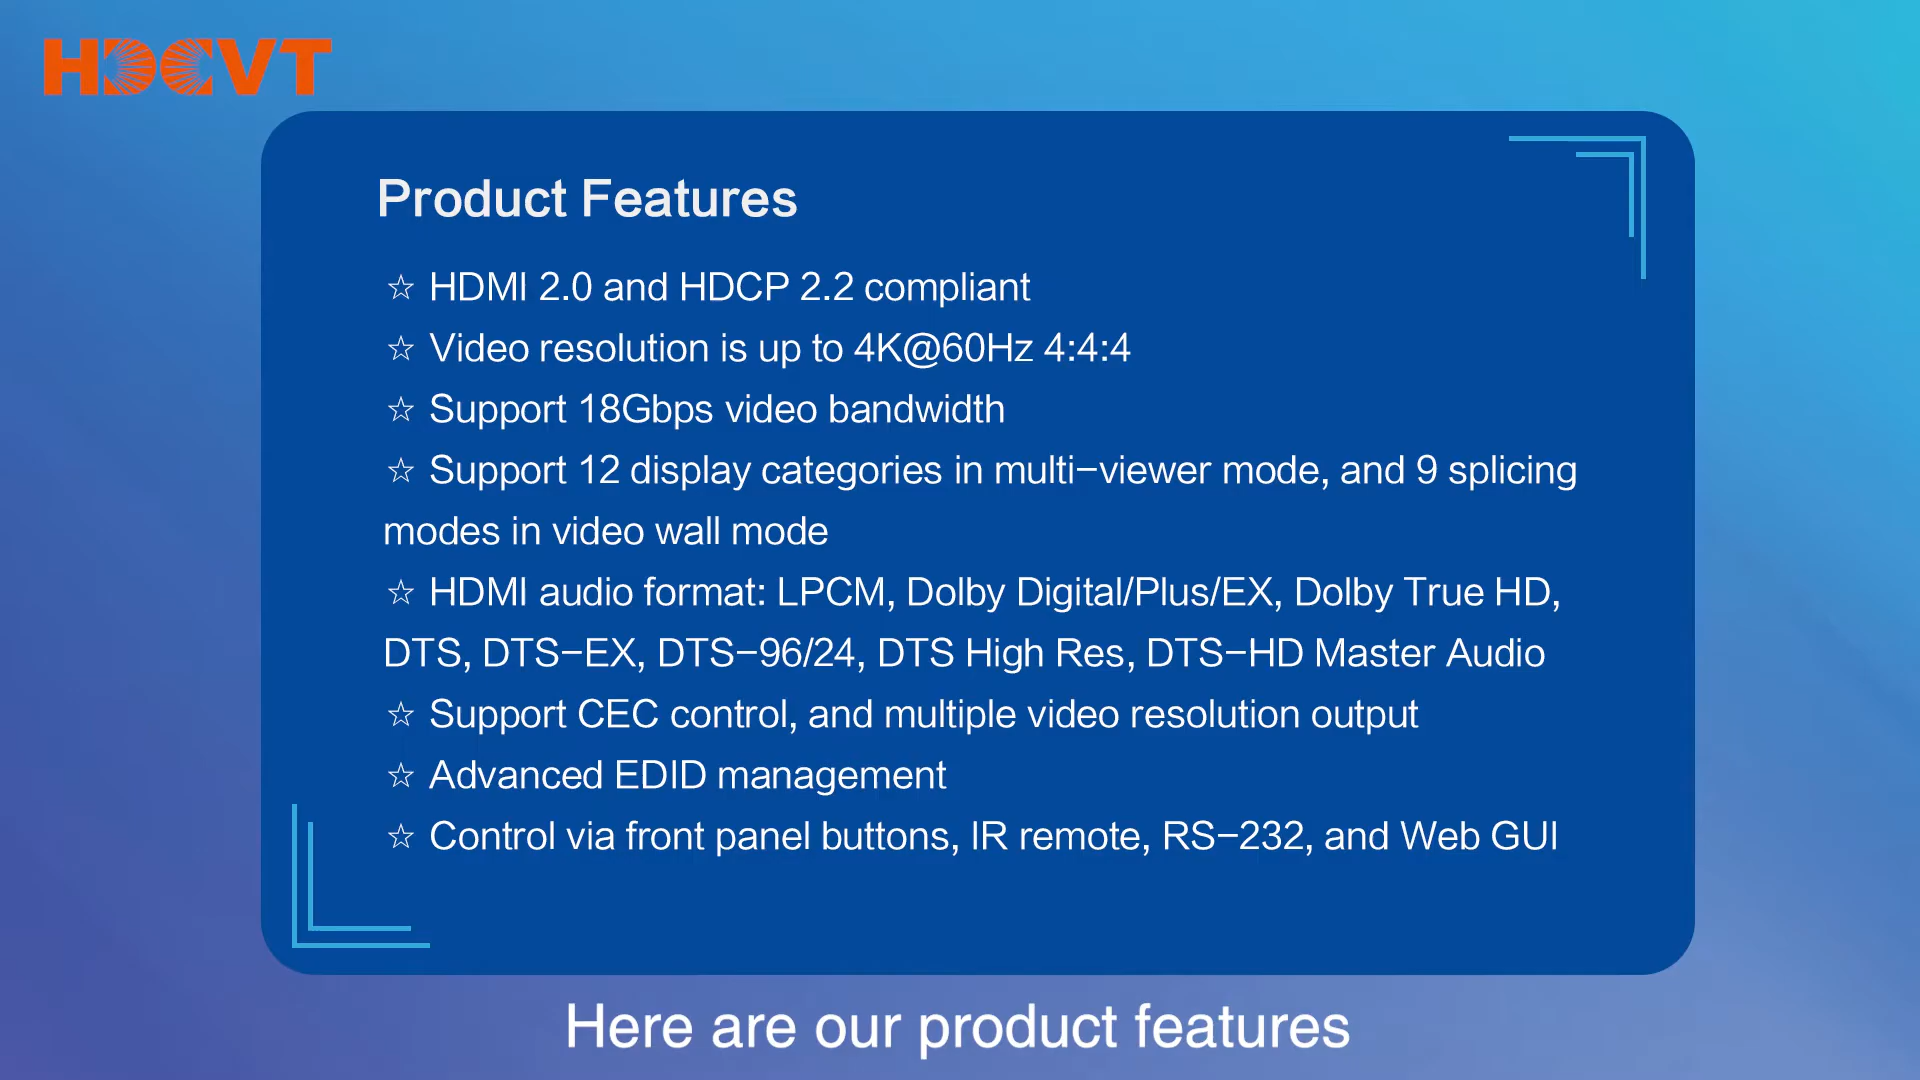 HDCVT
Product Features
☆ HDMI 2.0 and HDCP 2.2 compliant
☆ Video resolution is up to 4K@60Hz 4:4:4
☆ Support 18Gbps video bandwidth
☆ Support 12 display categories in multi-viewer mode, and 9 splicing
modes in video wall mode
☆ HDMI audio format: LPCM, Dolby Digital/Plus/EX, Dolby True HD,
DTS, DTS-EX, DTS-96/24, DTS High Res, DTS-HD Master Audio
☆ Support CEC control, and multiple video resolution output
☆ Advanced EDID management
☆ Control via front panel buttons, IR remote, RS-232, and Web GUI
Here are our product features